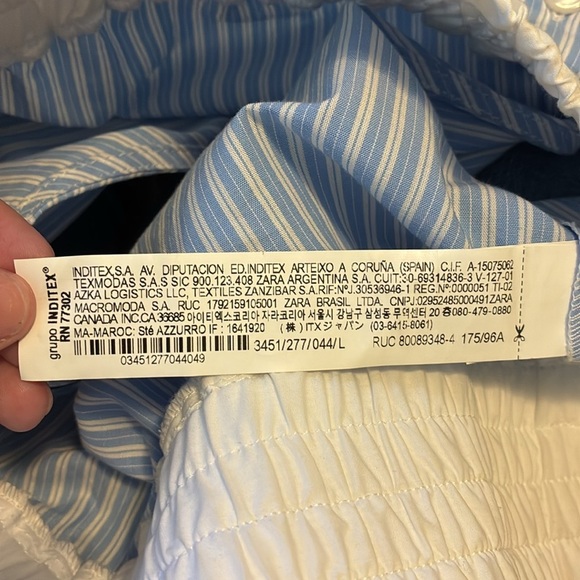 grupo INDITEX®
RN 77302
INDITEX,S.A. AV. DIPUTACION ED.INDITEX ARTEIXO A CORUÑA (SPAIN) C.I.F. A-15075062
TEXMODAS S.A.S SIC 900.123.408 ZARA ARGENTINA S.A. CUIT:30-69314836-3 V-127-01
AZKA LOGISTICS LLC, TEXTILES ZANZIBAR S.A RIF:Nº J30536946-1 REG.Nº:0000051 TI-02
MACROMODA S.A. RUC 1792159105001 ZARA BRASIL LTDA. CNPJ:02952485000491ZARA
CANADA INC.CA36685 아이티엑스코리아 자라코리아 서울시 강남구 삼성동 무역센터 20층 080-479-0880
MA-MAROC: Sté AZZURRO IF : 1641920 (株) ITXジャパン (03-6415-8061)
03451277044049
3451/277/044/L
RUC 80089348-4 175/96A